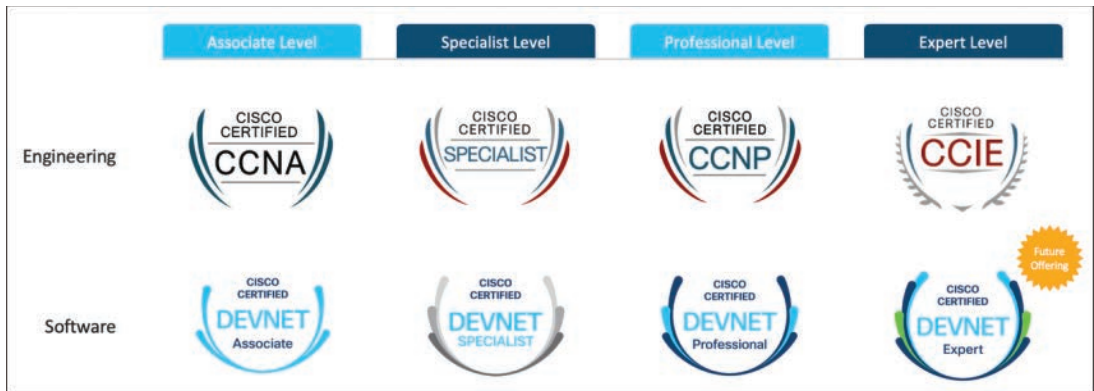 Associate Level
Specialist Level
Professional Level
Expert Level
Engineering
CISCO
CERTIFIED
CCNA
CISCO
CERTIFIED
SPECIALIST
CISCO
CERTIFIED
CCNP
CISCO
CERTIFIED
CCIE
Future
Offering
Software
CISCO
CERTIFIED
DEVNET
Associate
CISCO
CERTIFIED
DEVNET
SPECIALIST
CISCO
CERTIFIED
DEVNET
Professional
CISCO
CERTIFIED
DEVNET
Expert